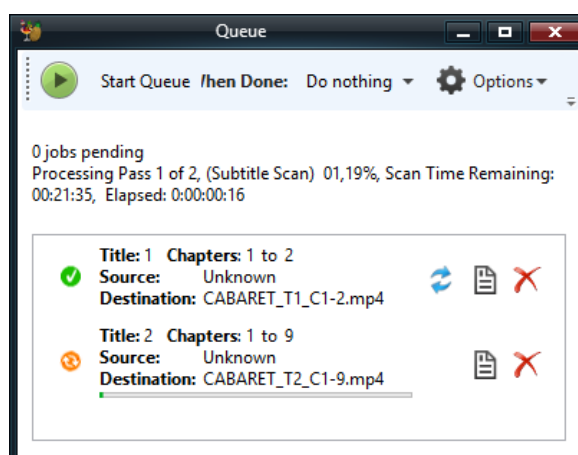 Queue
Start Queue When Done: Do nothing Options
0 jobs pending
Processing Pass 1 of 2, (Subtitle Scan) 01,19%, Scan Time Remaining:
00:21:35, Elapsed: 0:00:00:16
Title: 1 Chapters: 1 to 2
Source: Unknown
Destination: CABARET_T1_C1-2.mp4
Title: 2 Chapters: 1 to 9
Source: Unknown
Destination: CABARET_T2_C1-9.mp4